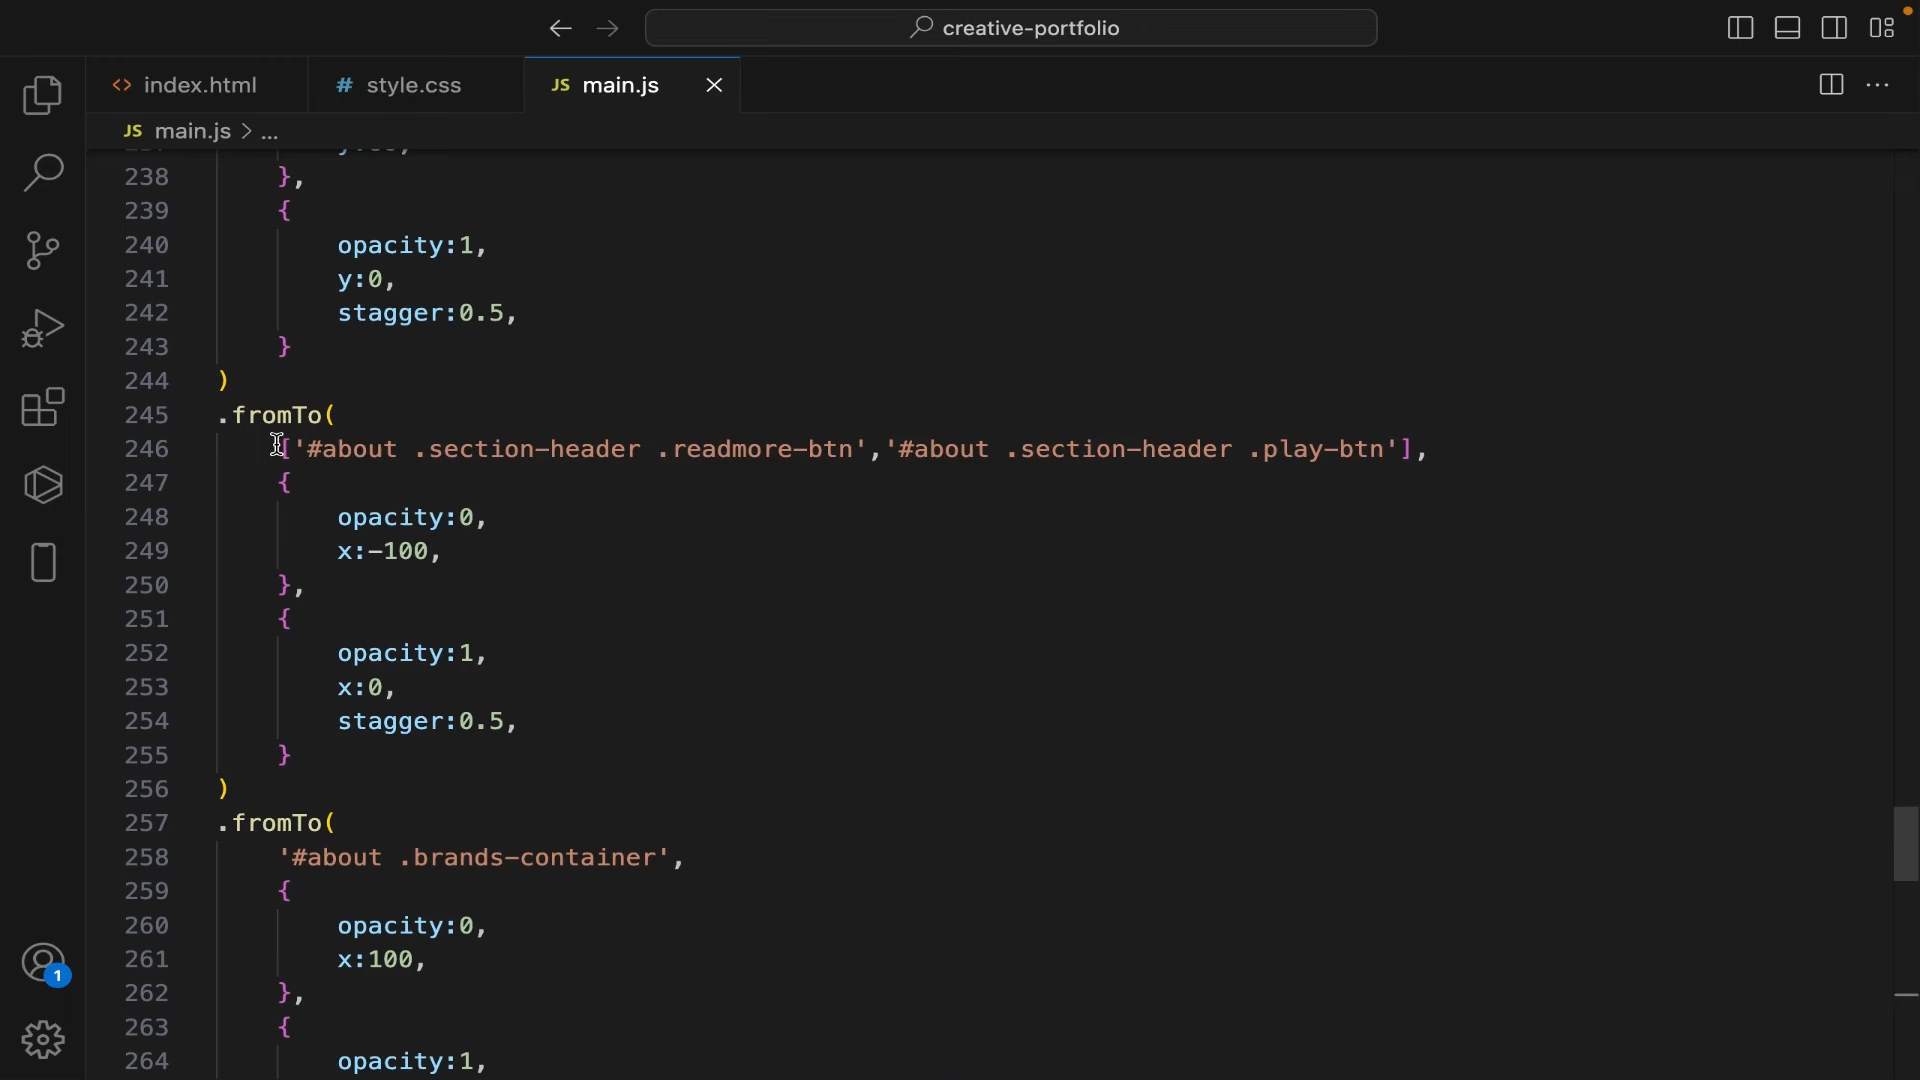 creative-portfolio
index.html
# style.css
JS main.js
JS main.js > ...
238 },
239 {
240 opacity:1,
241 y:0,
242 stagger:0.5,
243 }
244 )
245 .fromTo(
246 ['#about .section-header .readmore-btn','#about .section-header .play-btn'],
247 {
248 opacity:0,
249 x:-100,
250 },
251 {
252 opacity:1,
253 x:0,
254 stagger:0.5,
255 }
256 )
257 .fromTo(
258 '#about .brands-container',
259 {
260 opacity:0,
261 x:100,
262 },
263 {
264 opacity:1,
1